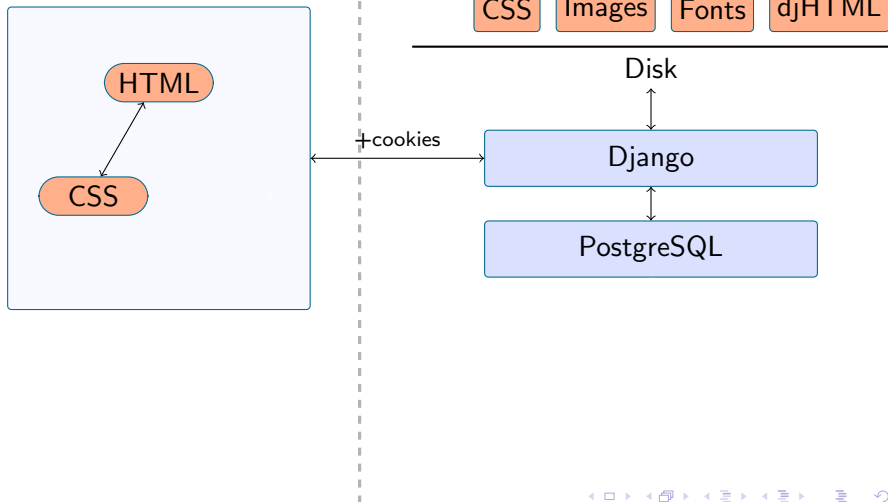 CSS Images Fonts djHTML
Disk
HTML
+cookies
Django
CSS
PostgreSQL